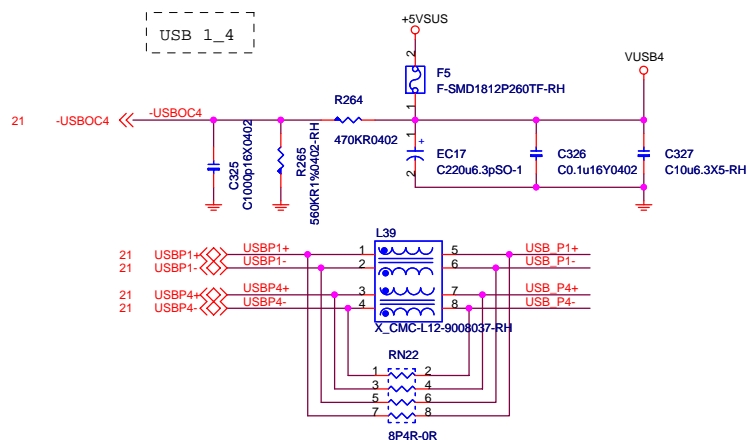 USB 1_4
+5VSUS
2
F5
F-SMD1812P260TF-RH
1
VUSB4
21
-USBOC4
-USBOC4
R264
470KR0402
C325
C1000p16X0402
R265
560KR1%0402-RH
1
+
EC17
C220u6.3pSO-1
2
C326
C0.1u16Y0402
C327
C10u6.3X5-RH
L39
21 USBP1+ USBP1+ 1 5 USB_P1+
21 USBP1- USBP1- 2 6 USB_P1-
21 USBP4+ USBP4+ 3 7 USB_P4+
21 USBP4- USBP4- 4 8 USB_P4-
X_CMC-L12-9008037-RH
RN22
1 2
3 4
5 6
7 8
8P4R-0R